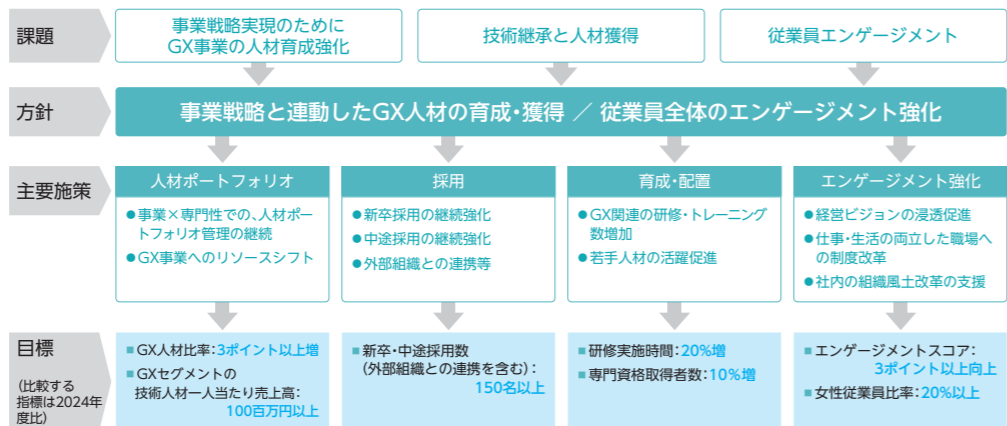 課題
事業戦略実現のために
GX事業の人材育成強化
技術継承と人材獲得
従業員エンゲージメント
方針
事業戦略と連動したGX人材の育成・獲得 ／ 従業員全体のエンゲージメント強化
主要施策
人材ポートフォリオ
●事業×専門性での、人材ポー
トフォリオ管理の継続
●GX事業へのリソースシフト
採用
●新卒採用の継続強化
●中途採用の継続強化
●外部組織との連携等
育成・配置
●GX関連の研修・トレーニング
数増加
●若手人材の活躍促進
エンゲージメント強化
●経営ビジョンの浸透促進
●仕事・生活の両立した職場へ
の制度改革
●社内の組織風土改革の支援
目標
(比較する
指標は2024年
度比)
■GX人材比率：3ポイント以上増
■GXセグメントの
技術人材一人当たり売上高：
100百万円以上
■新卒・中途採用数
(外部組織との連携を含む)：
150名以上
■研修実施時間：20%増
■専門資格取得者数：10%増
■エンゲージメントスコア：
3ポイント以上向上
■女性従業員比率：20%以上